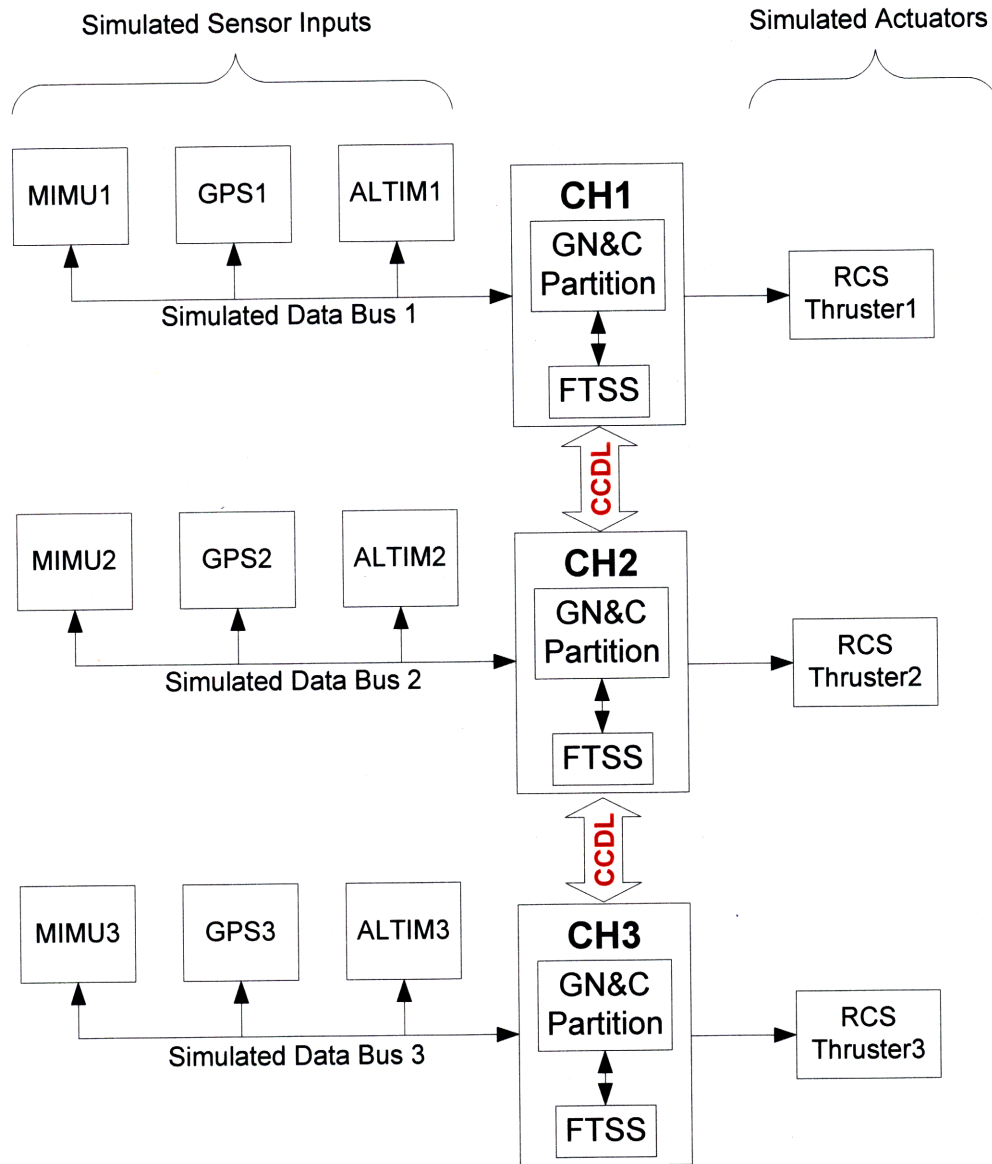 Simulated Sensor Inputs
Simulated Actuators
MIMU1
GPS1
ALTIM1
CH1
GN&C
Partition
FTSS
RCS
Thruster1
Simulated Data Bus 1
CCDL
MIMU2
GPS2
ALTIM2
CH2
GN&C
Partition
FTSS
RCS
Thruster2
Simulated Data Bus 2
CCDL
MIMU3
GPS3
ALTIM3
CH3
GN&C
Partition
FTSS
RCS
Thruster3
Simulated Data Bus 3